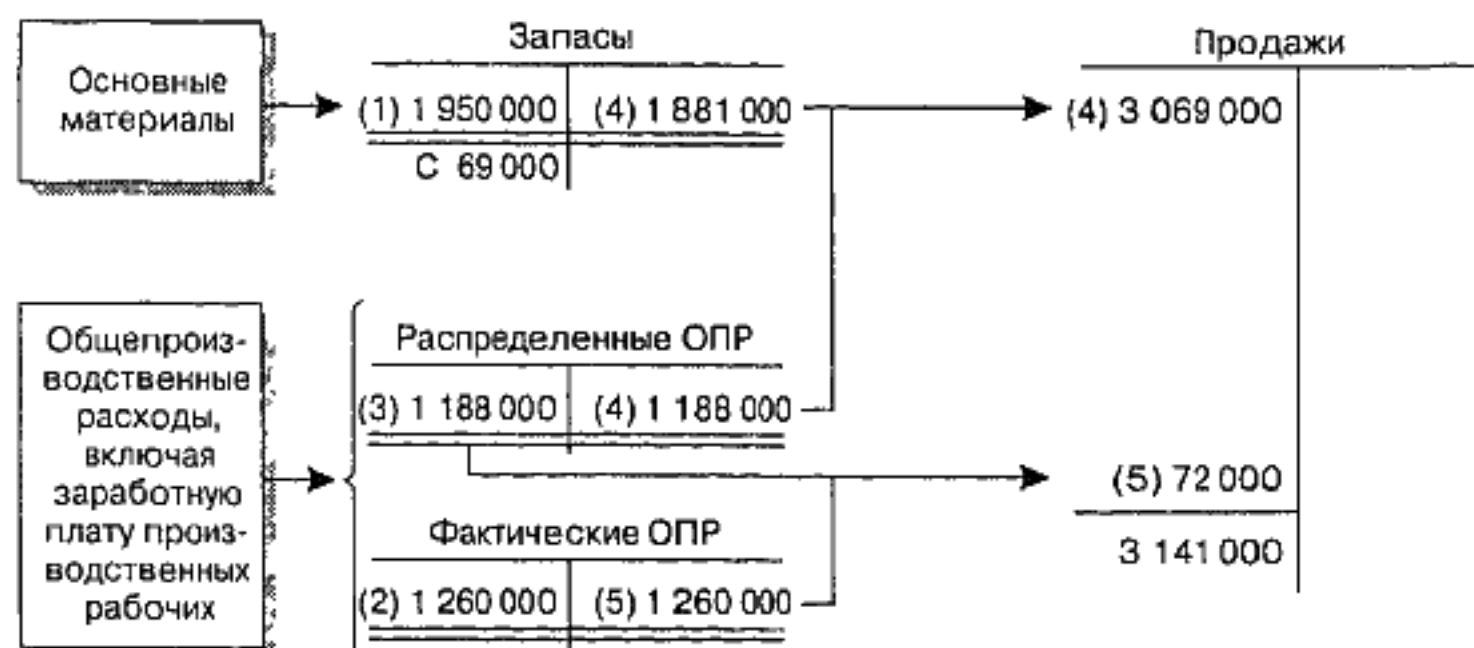 Основные
материалы
Запасы
(1) 1 950 000 (4) 1 881 000
С 69 000
Продажи
(4) 3 069 000
Общепроиз-
водственные
расходы,
включая
заработную
плату произ-
водственных
рабочих
Распределенные ОПР
(3) 1 188 000 (4) 1 188 000
Фактические ОПР
(2) 1 260 000 (5) 1 260 000
(5) 72 000
3 141 000